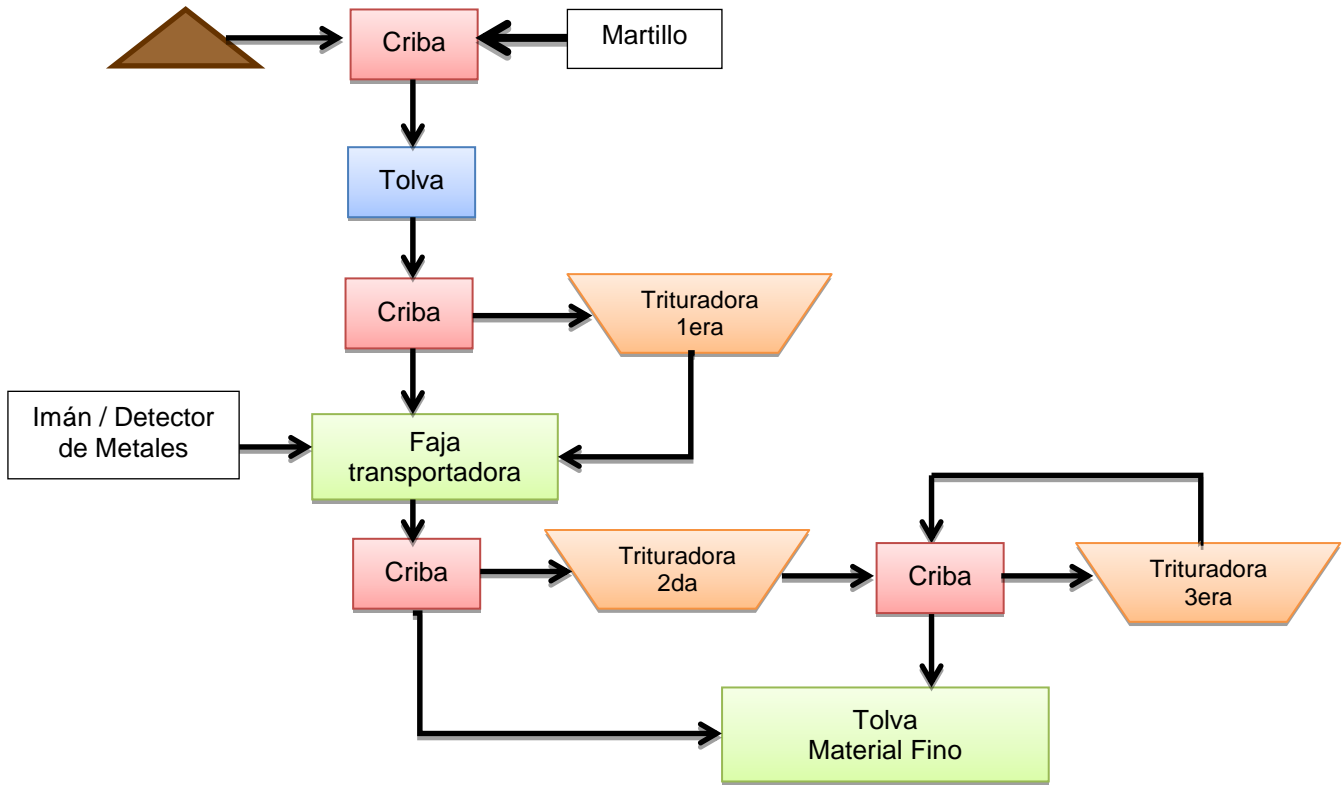 Criba
Martillo
Tolva
Criba
Trituradora
1era
Imán / Detector
de Metales
Faja
transportadora
Criba
Trituradora
2da
Criba
Trituradora
3era
Tolva
Material Fino